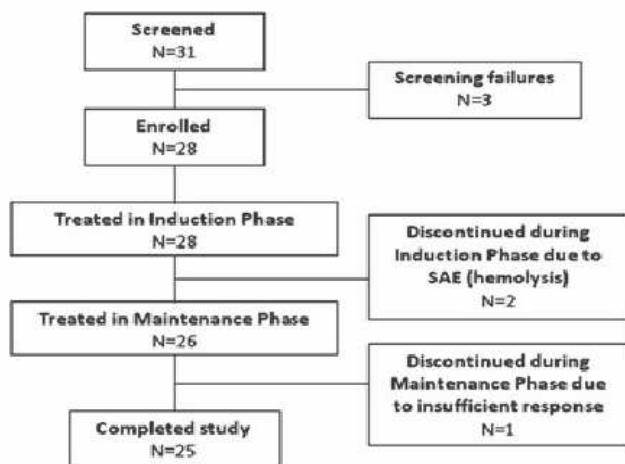 Screened
N=31
Screening failures
N=3
Enrolled
N=28
Treated in Induction Phase
N=28
Discontinued during
Induction Phase due to
SAE (hemolysis)
N=2
Treated in Maintenance Phase
N=26
Discontinued during
Maintenance Phase due
to insufficient response
N=1
Completed study
N=25